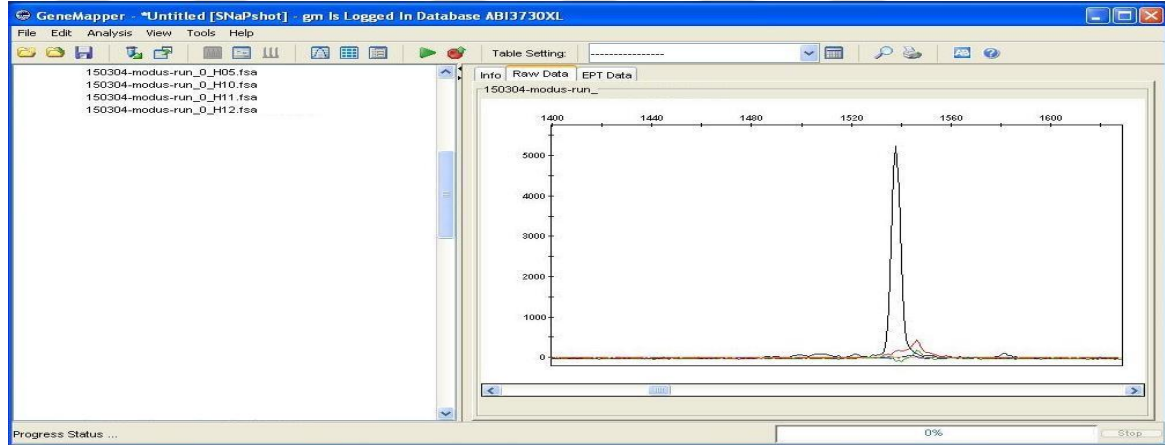 GeneMapper - *Untitled [SNaPshot] - gm Is Logged In Database ABI3730XL
File Edit Analysis View Tools Help
Table Setting: ---------------
150304-modus-run_0_H05.fsa
150304-modus-run_0_H10.fsa
150304-modus-run_0_H11.fsa
150304-modus-run_0_H12.fsa
Info Raw Data EPT Data
150304-modus-run_
1400 1440 1480 1520 1560 1600
5000
4000
3000
2000
1000
0
Progress Status ...
0%
Stop